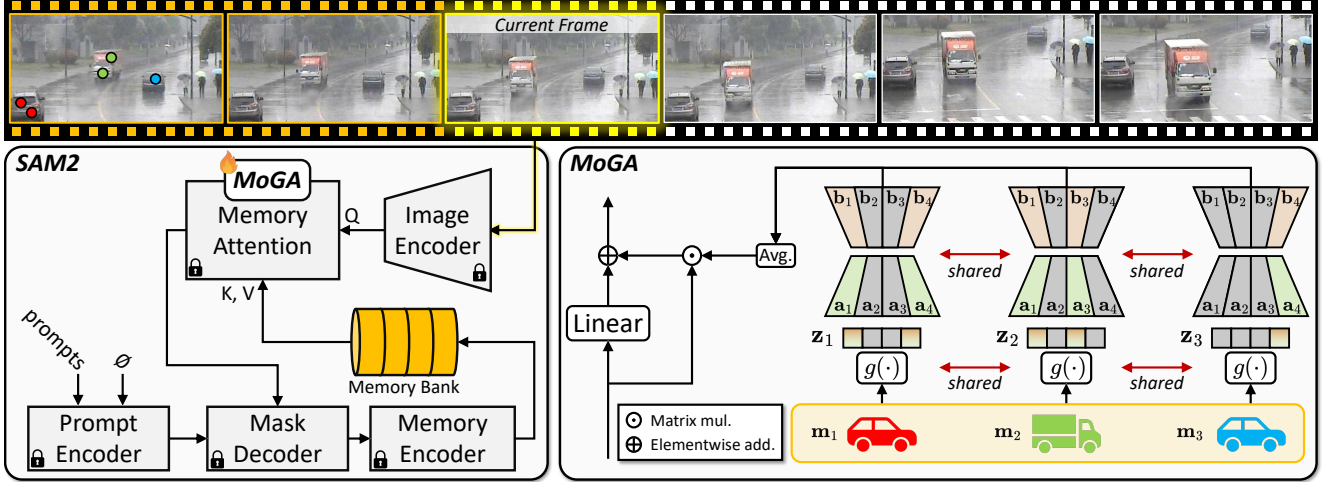 Current Frame
SAM2
MoGA
Memory
Attention
Q
Image
Encoder
K, V
prompts
Ø
Memory Bank
Prompt
Encoder
Mask
Decoder
Memory
Encoder
MoGA
b₁ b₂ b₃ b₄
b₁ b₂ b₃ b₄
b₁ b₂ b₃ b₄
Avg.
shared
shared
a₁ a₂ a₃ a₄
a₁ a₂ a₃ a₄
a₁ a₂ a₃ a₄
Linear
z₁
z₂
z₃
g(·)
shared
g(·)
shared
g(·)
⊙ Matrix mul.
⊕ Elementwise add.
m₁
m₂
m₃